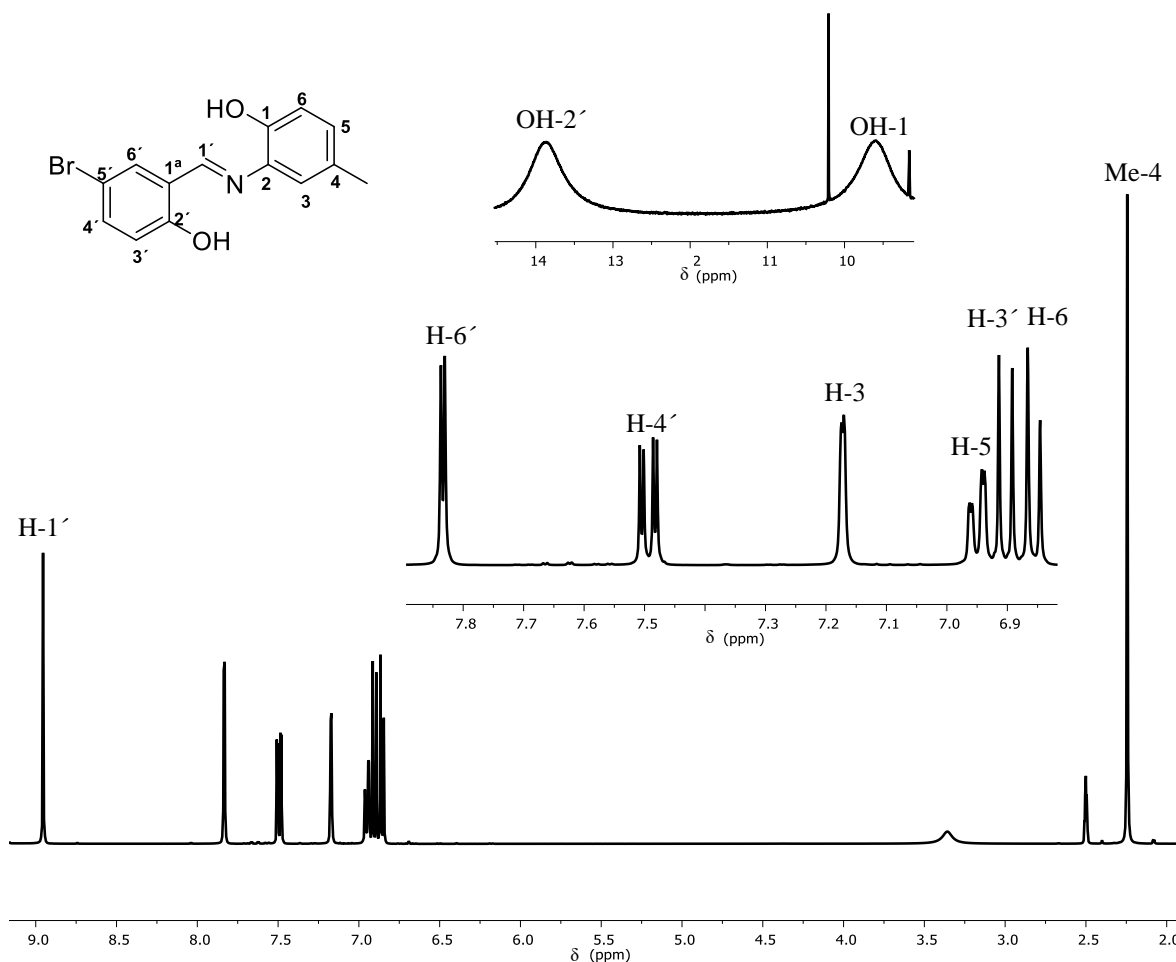 HO
1
6
5
4
3
2
N
1´
1ª
6´
Br
5´
4´
3´
2´
OH
OH-2´
OH-1
14 13 2 11 10
δ (ppm)
Me-4
H-6´
H-4´
H-3
H-5
H-3´ H-6
7.8 7.7 7.6 7.5 7.3 7.2 7.1 7.0 6.9
δ (ppm)
H-1´
9.0 8.5 8.0 7.5 7.0 6.5 6.0 5.5 5.0 4.5 4.0 3.5 3.0 2.5 2.0
δ (ppm)